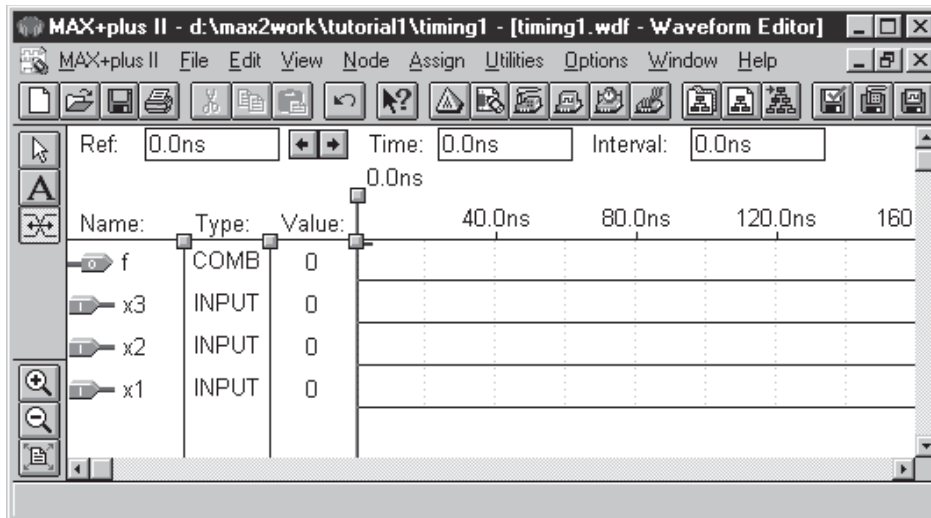 MAX+plus II - d:\max2work\tutorial1\timing1 - [timing1.wdf - Waveform Editor]
MAX+plus II File Edit View Node Assign Utilities Options Window Help
Ref: 0.0ns Time: 0.0ns Interval: 0.0ns
0.0ns
Name: Type: Value: 40.0ns 80.0ns 120.0ns 160
f COMB 0
x3 INPUT 0
x2 INPUT 0
x1 INPUT 0